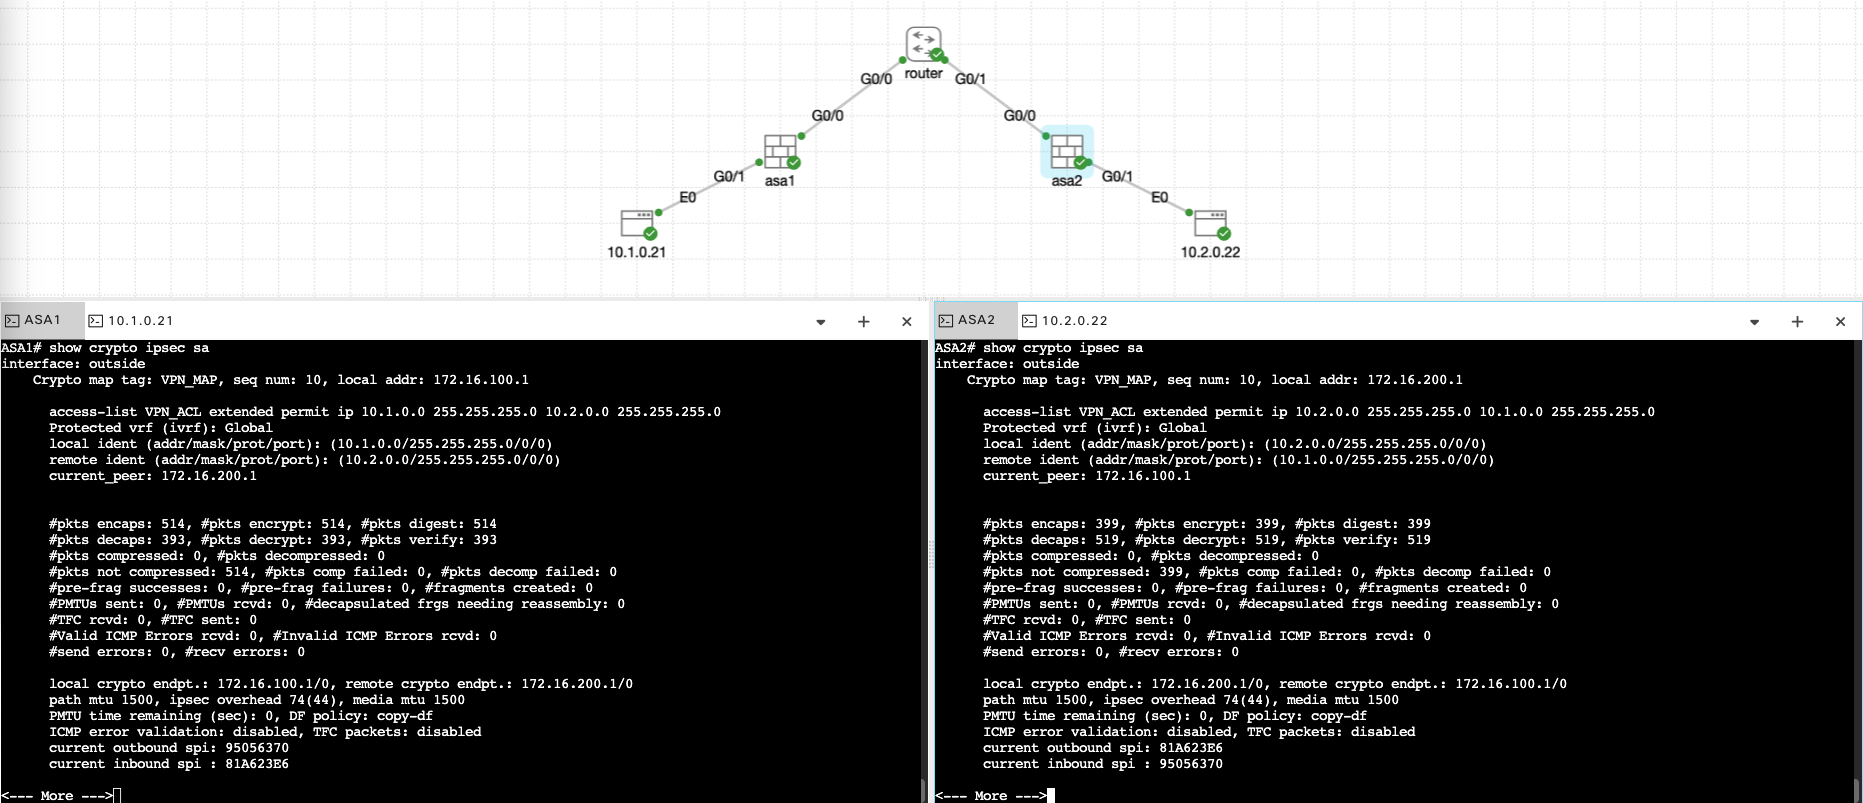 router
G0/0
G0/1
G0/0
G0/0
asa1
asa2
G0/1
G0/1
E0
E0
10.1.0.21
10.2.0.22
ASA1
10.1.0.21
ASA1# show crypto ipsec sa
interface: outside
Crypto map tag: VPN_MAP, seq num: 10, local addr: 172.16.100.1
access-list VPN_ACL extended permit ip 10.1.0.0 255.255.255.0 10.2.0.0 255.255.255.0
Protected vrf (ivrf): Global
local ident (addr/mask/prot/port): (10.1.0.0/255.255.255.0/0/0)
remote ident (addr/mask/prot/port): (10.2.0.0/255.255.255.0/0/0)
current_peer: 172.16.200.1
#pkts encaps: 514, #pkts encrypt: 514, #pkts digest: 514
#pkts decaps: 393, #pkts decrypt: 393, #pkts verify: 393
#pkts compressed: 0, #pkts decompressed: 0
#pkts not compressed: 514, #pkts comp failed: 0, #pkts decomp failed: 0
#pre-frag successes: 0, #pre-frag failures: 0, #fragments created: 0
#PMTUs sent: 0, #PMTUs rcvd: 0, #decapsulated frgs needing reassembly: 0
#TFC rcvd: 0, #TFC sent: 0
#Valid ICMP Errors rcvd: 0, #Invalid ICMP Errors rcvd: 0
#send errors: 0, #recv errors: 0
local crypto endpt.: 172.16.100.1/0, remote crypto endpt.: 172.16.200.1/0
path mtu 1500, ipsec overhead 74(44), media mtu 1500
PMTU time remaining (sec): 0, DF policy: copy-df
ICMP error validation: disabled, TFC packets: disabled
current outbound spi: 95056370
current inbound spi : 81A623E6
<--- More --->
ASA2
10.2.0.22
ASA2# show crypto ipsec sa
interface: outside
Crypto map tag: VPN_MAP, seq num: 10, local addr: 172.16.200.1
access-list VPN_ACL extended permit ip 10.2.0.0 255.255.255.0 10.1.0.0 255.255.255.0
Protected vrf (ivrf): Global
local ident (addr/mask/prot/port): (10.2.0.0/255.255.255.0/0/0)
remote ident (addr/mask/prot/port): (10.1.0.0/255.255.255.0/0/0)
current_peer: 172.16.100.1
#pkts encaps: 399, #pkts encrypt: 399, #pkts digest: 399
#pkts decaps: 519, #pkts decrypt: 519, #pkts verify: 519
#pkts compressed: 0, #pkts decompressed: 0
#pkts not compressed: 399, #pkts comp failed: 0, #pkts decomp failed: 0
#pre-frag successes: 0, #pre-frag failures: 0, #fragments created: 0
#PMTUs sent: 0, #PMTUs rcvd: 0, #decapsulated frgs needing reassembly: 0
#TFC rcvd: 0, #TFC sent: 0
#Valid ICMP Errors rcvd: 0, #Invalid ICMP Errors rcvd: 0
#send errors: 0, #recv errors: 0
local crypto endpt.: 172.16.200.1/0, remote crypto endpt.: 172.16.100.1/0
path mtu 1500, ipsec overhead 74(44), media mtu 1500
PMTU time remaining (sec): 0, DF policy: copy-df
ICMP error validation: disabled, TFC packets: disabled
current outbound spi: 81A623E6
current inbound spi : 95056370
<--- More --->